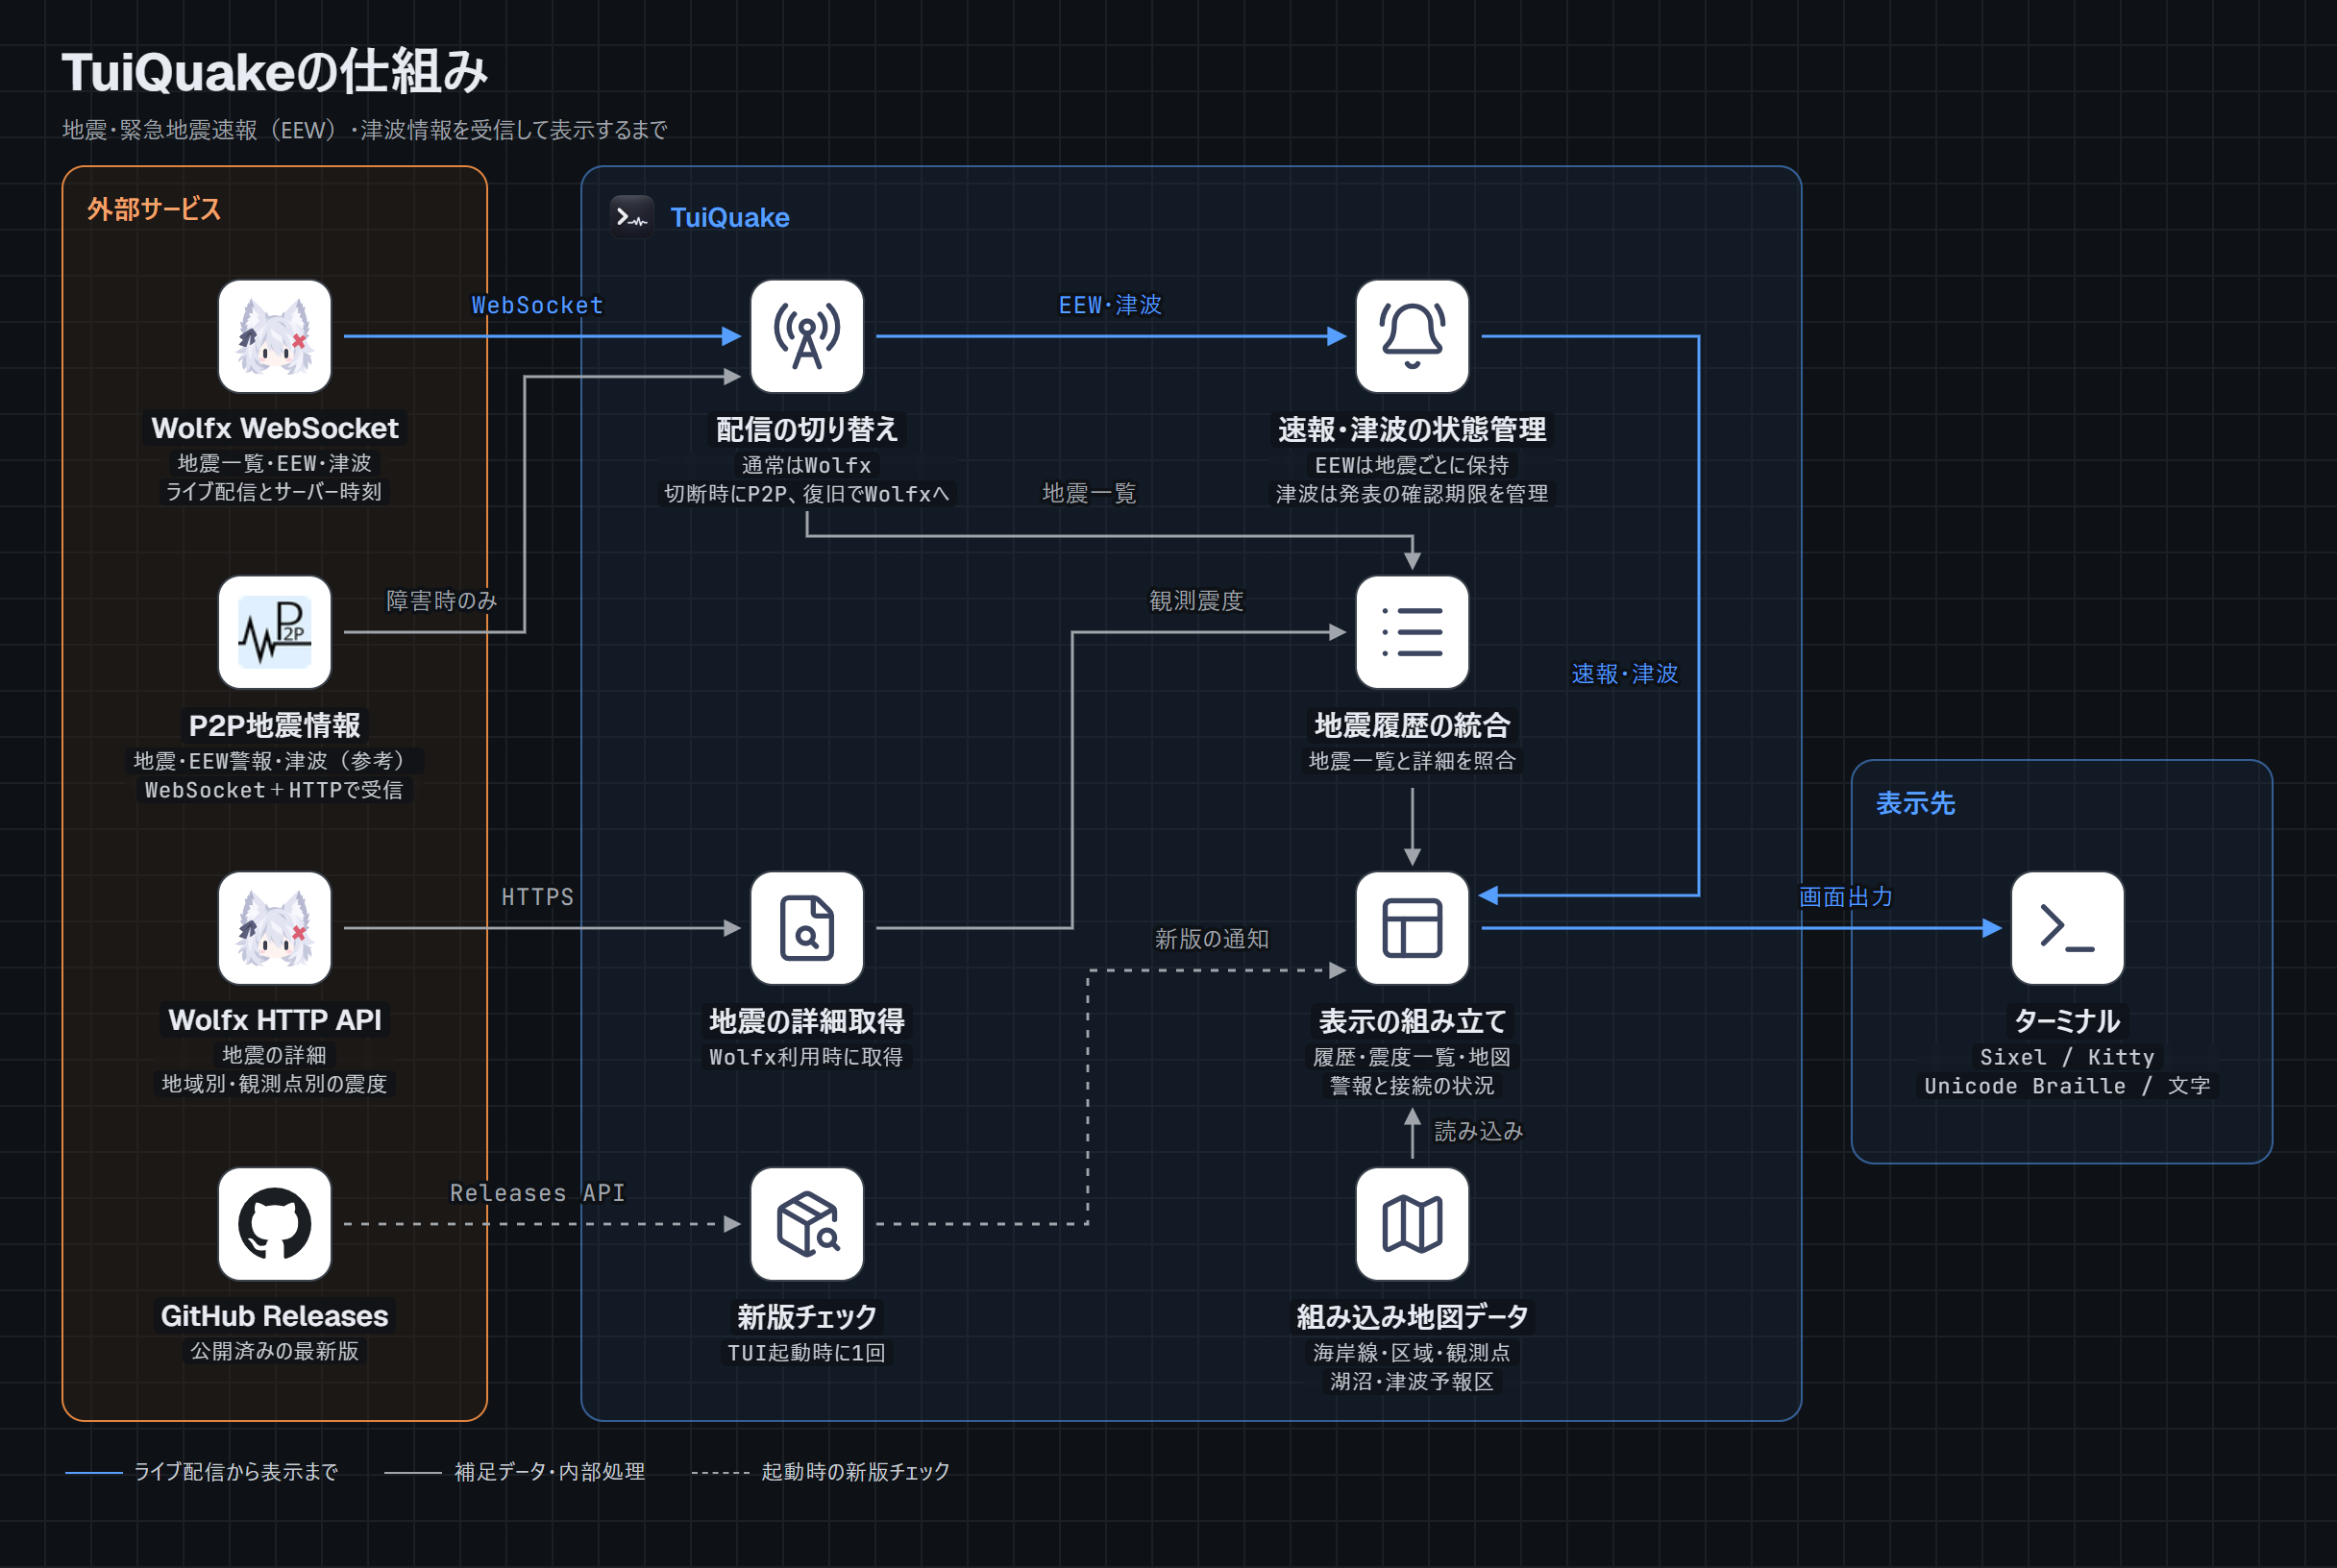 TuiQuakeの仕組み
地震・緊急地震速報（EEW）・津波情報を受信して表示するまで
外部サービス
TuiQuake
WebSocket
EEW・津波
Wolfx WebSocket
地震一覧・EEW・津波
ライブ配信とサーバー時刻
配信の切り替え
通常はWolfx
切断時にP2P、復旧でWolfxへ
速報・津波の状態管理
EEWは地震ごとに保持
津波は発表の確認期限を管理
地震一覧
障害時のみ
観測震度
P
2P
速報・津波
P2P地震情報
地震・EEW警報・津波（参考）
WebSocket＋HTTPで受信
地震履歴の統合
地震一覧と詳細を照合
表示先
HTTPS
画面出力
新版の通知
Wolfx HTTP API
地震の詳細
地域別・観測点別の震度
地震の詳細取得
Wolfx利用時に取得
表示の組み立て
履歴・震度一覧・地図
警報と接続の状況
ターミナル
Sixel / Kitty
Unicode Braille / 文字
読み込み
Releases API
GitHub Releases
公開済みの最新版
新版チェック
TUI起動時に1回
組み込み地図データ
海岸線・区域・観測点
湖沼・津波予報区
ライブ配信から表示まで
補足データ・内部処理
起動時の新版チェック